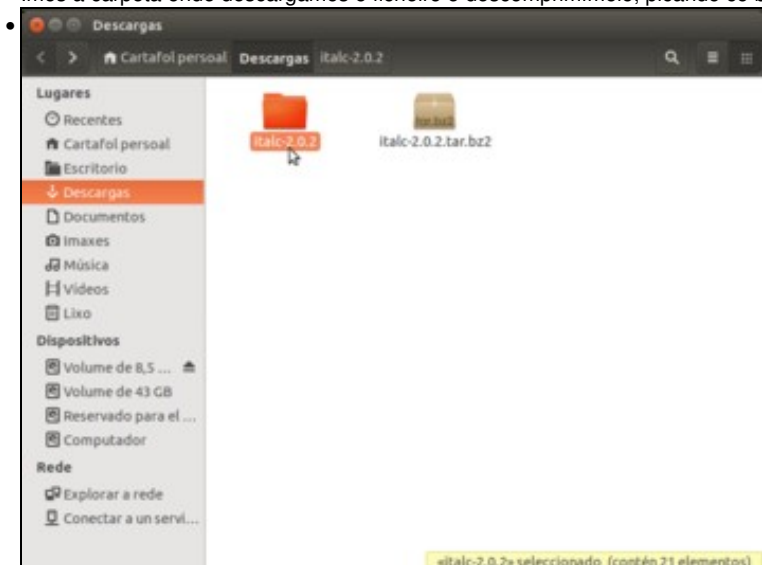 Descargas
Cartafol persoal Descargas italc-2.0.2
Lugares
Recentes
Cartafol persoal
Escritorio
Descargas
Documentos
Imaxes
Música
Vídeos
Lixo
Dispositivos
Volume de 8,5 ...
Volume de 43 GB
Reservado para el ...
Computador
Rede
Explorar a rede
Conectar a un servi...
italc-2.0.2
tar.bz2
italc-2.0.2.tar.bz2
«italc-2.0.2» seleccionado (contén 21 elementos)